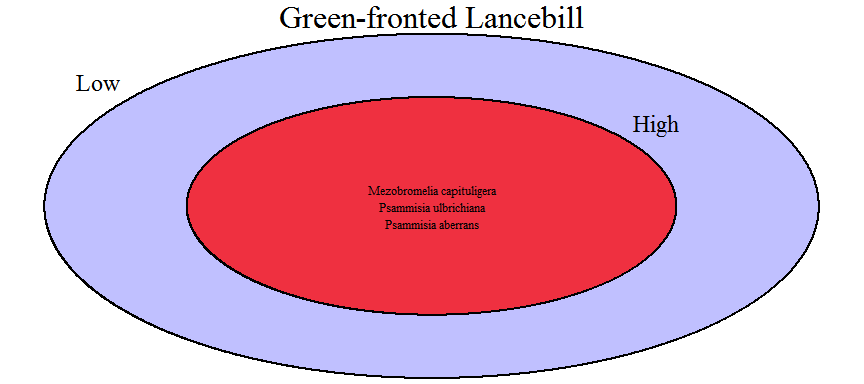 Green-fronted Lancebill
Low
High
Mezobromelia capituligera
Psammisia ulbrichiana
Psammisia aberrans